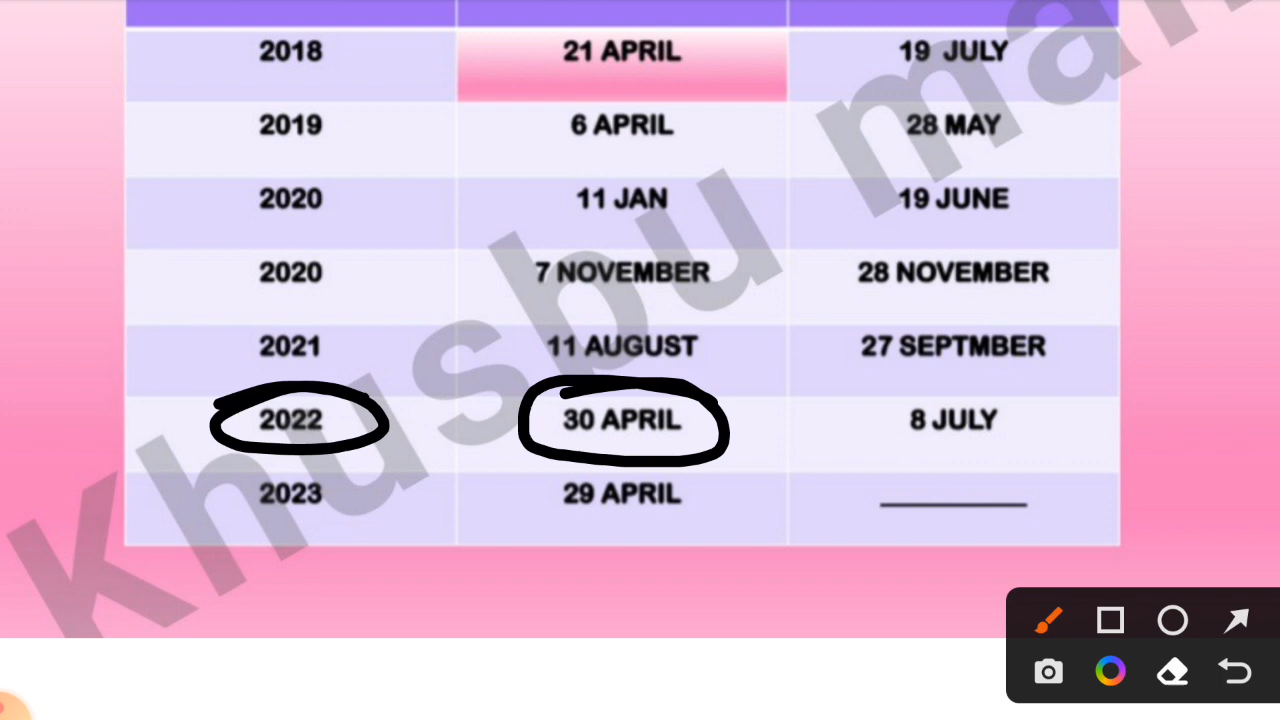 2018 21 APRIL 19 JULY
2019 6 APRIL 28 MAY
2020 11 JAN 19 JUNE
2020 7 NOVEMBER 28 NOVEMBER
2021 11 AUGUST 27 SEPTMBER
2022 30 APRIL 8 JULY
2023 29 APRIL
Khusbu man